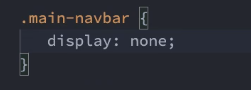 .main-navbar {
display: none;
}